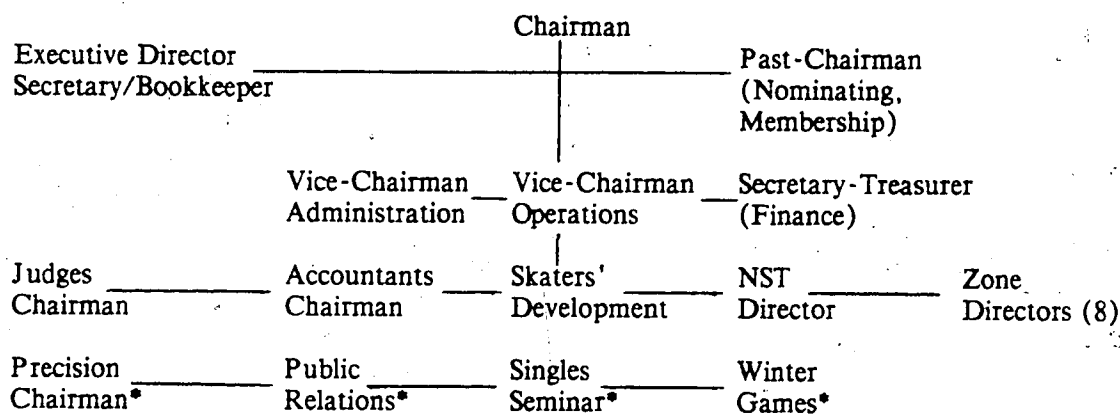 Chairman
Executive Director
Secretary/Bookkeeper
Past-Chairman
(Nominating,
Membership)
Vice-Chairman
Administration
Vice-Chairman
Operations
Secretary-Treasurer
(Finance)
Judges
Chairman
Accountants
Chairman
Skaters'
Development
NST
Director
Zone
Directors (8)
Precision
Chairman*
Public
Relations*
Singles
Seminar*
Winter
Games*